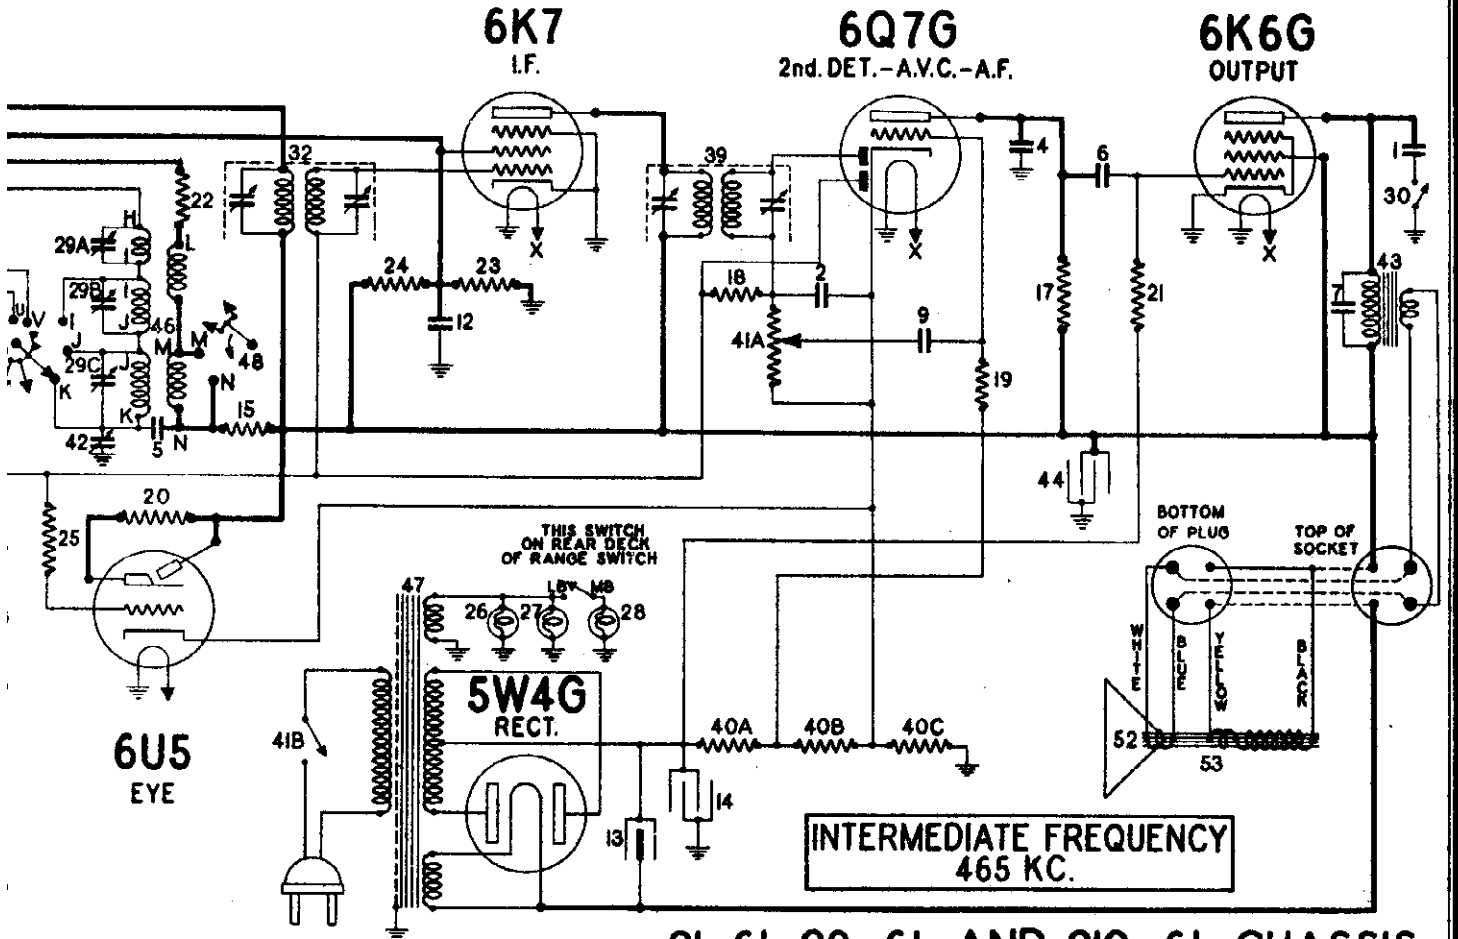 6K7
I.F.
6Q7G
2nd. DET.-A.V.C.-A.F.
6K6G
OUTPUT
32
39
4
6
1
30
22
H
29A
I
L
24
23
X
18
2
X
17
21
X
43
7
U
V
I
29B
I
J
46
J
29C
J
M
M
48
12
41A
9
19
K
K
N
15
42
5
N
44
20
25
THIS SWITCH
ON REAR DECK
OF RANGE SWITCH
BOTTOM
OF PLUG
TOP OF
SOCKET
47
26
27
28
MB
WHITE
BLUE
YELLOW
BLACK
5W4G
RECT.
41B
40A
40B
40C
52
53
6U5
EYE
13
14
INTERMEDIATE FREQUENCY
465 KC.